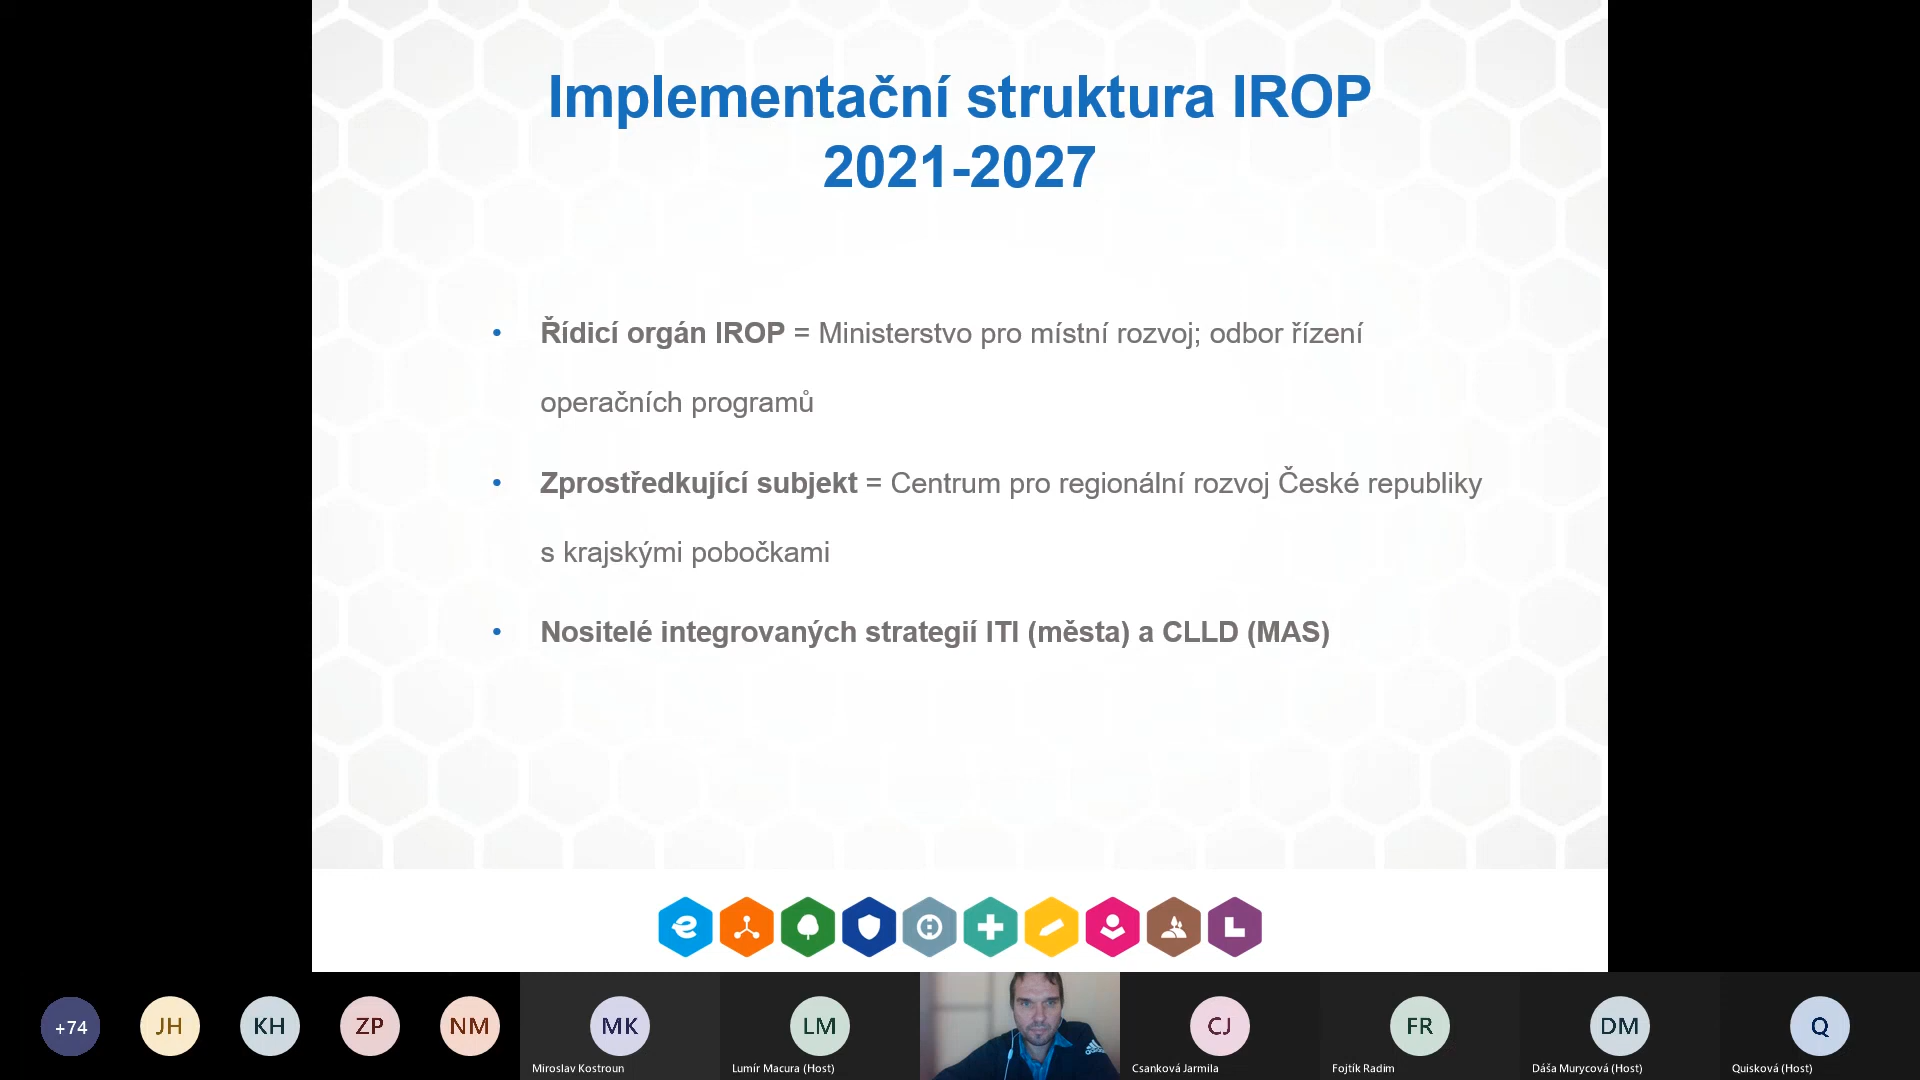 Implementační struktura IROP
2021-2027
• Řídicí orgán IROP = Ministerstvo pro místní rozvoj; odbor řízení
operačních programů
• Zprostředkující subjekt = Centrum pro regionální rozvoj České republiky
s krajskými pobočkami
• Nositelé integrovaných strategií ITI (města) a CLLD (MAS)
+74
JH
KH
ZP
NM
MK
Miroslav Kostroun
LM
Lumír Macura (Host)
adidas
CJ
Csanková Jarmila
FR
Fojtík Radim
DM
Dáša Murycová (Host)
Q
Quisková (Host)